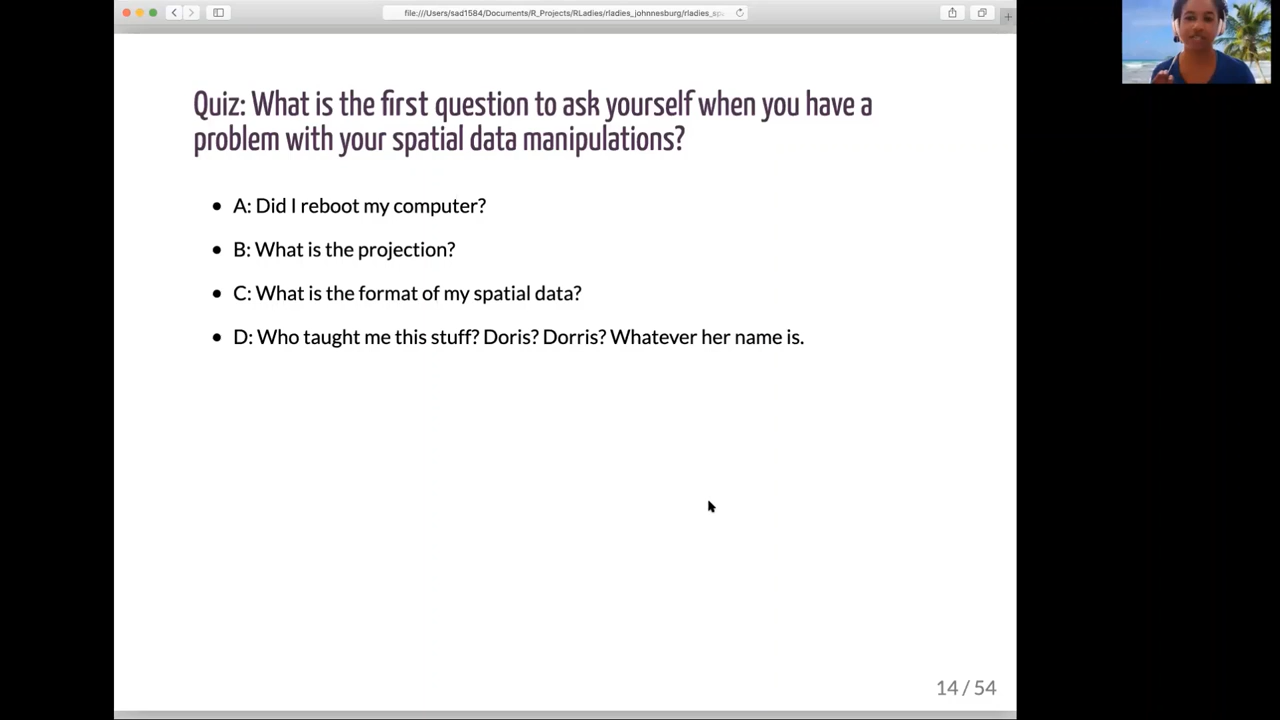 file:///Users/sad1584/Documents/R_Projects/RLadies/rladies_johnnesburg/rladies_spa
Quiz: What is the first question to ask yourself when you have a
problem with your spatial data manipulations?
A: Did I reboot my computer?
B: What is the projection?
C: What is the format of my spatial data?
D: Who taught me this stuff? Doris? Dorris? Whatever her name is.
14 / 54